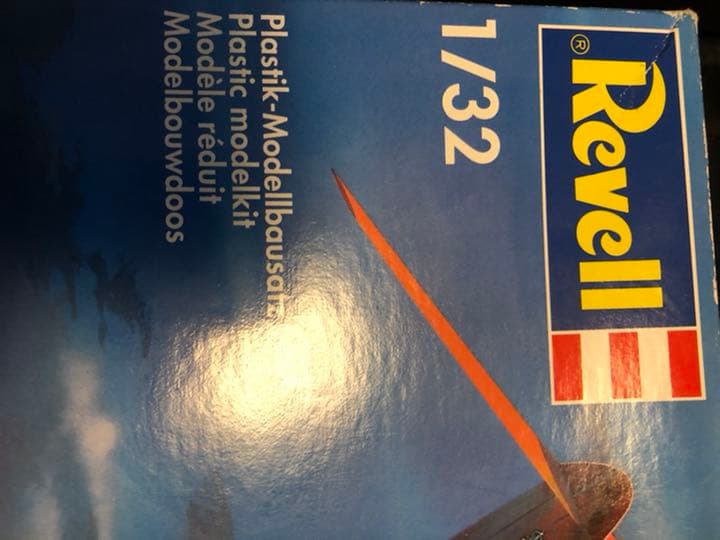 Revell
®
1/32
Plastik-Modellbausatz
Plastic modelkit
Modèle réduit
Modelbouwdoos